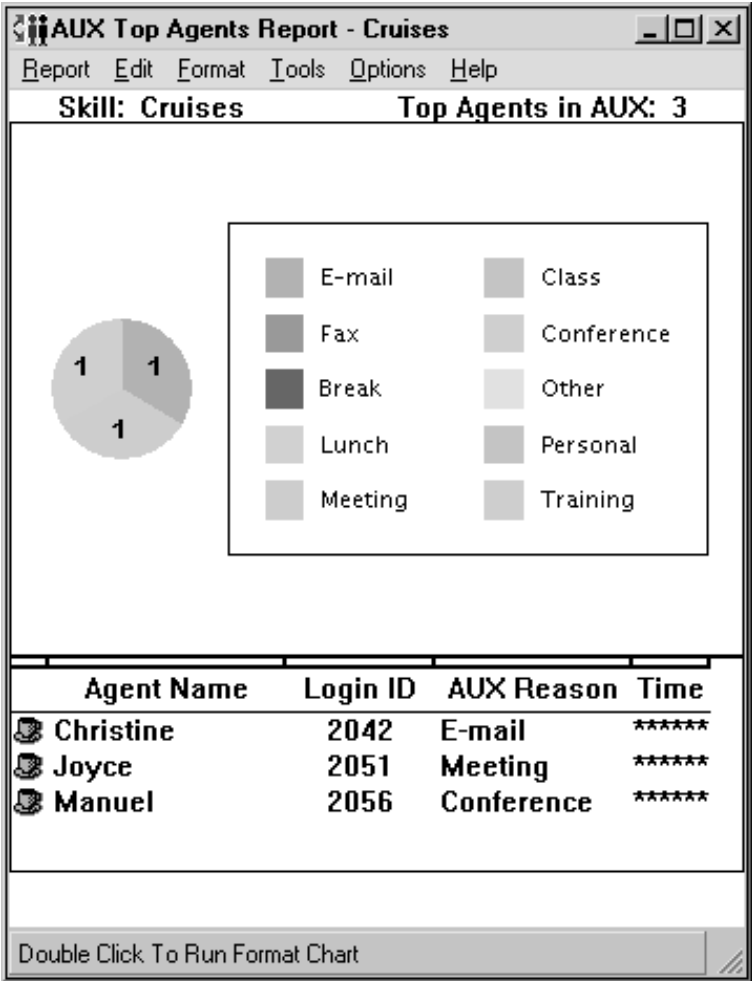 AUX Top Agents Report - Cruises
Report Edit Format Tools Options Help
Skill: Cruises Top Agents in AUX: 3
E-mail Class
Fax Conference
Break Other
Lunch Personal
Meeting Training
1 1
1
Agent Name Login ID AUX Reason Time
Christine 2042 E-mail ******
Joyce 2051 Meeting ******
Manuel 2056 Conference ******
Double Click To Run Format Chart